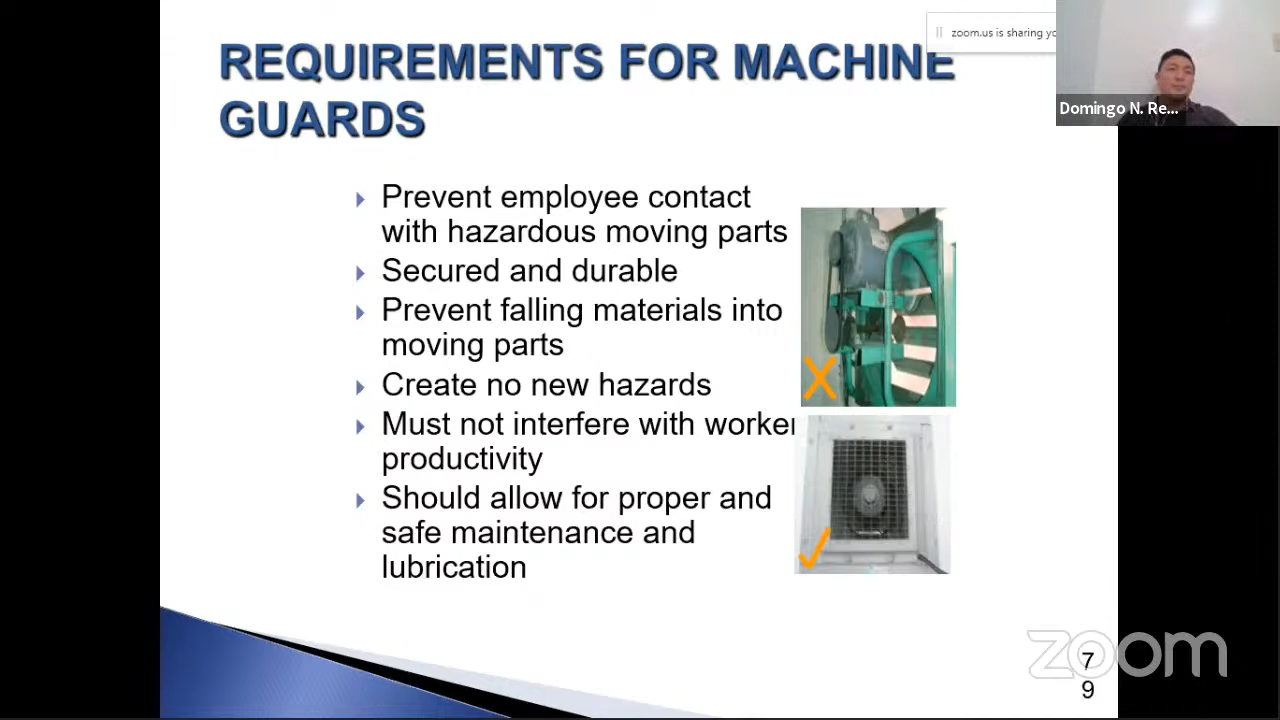 REQUIREMENTS FOR MACHINE
GUARDS
zoom.us is sharing yo
Domingo N. Re...
Prevent employee contact
with hazardous moving parts
Secured and durable
Prevent falling materials into
moving parts
Create no new hazards
Must not interfere with worker
productivity
Should allow for proper and
safe maintenance and
lubrication
zoom
7
9